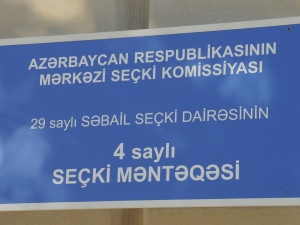 AZƏRBAYCAN RESPUBLİKASININ
MƏRKƏZİ SEÇKİ KOMİSSİYASI
29 saylı SƏBAİL SEÇKİ DAİRƏSİNİN
4 saylı
SEÇKİ MƏNTƏQƏSİ